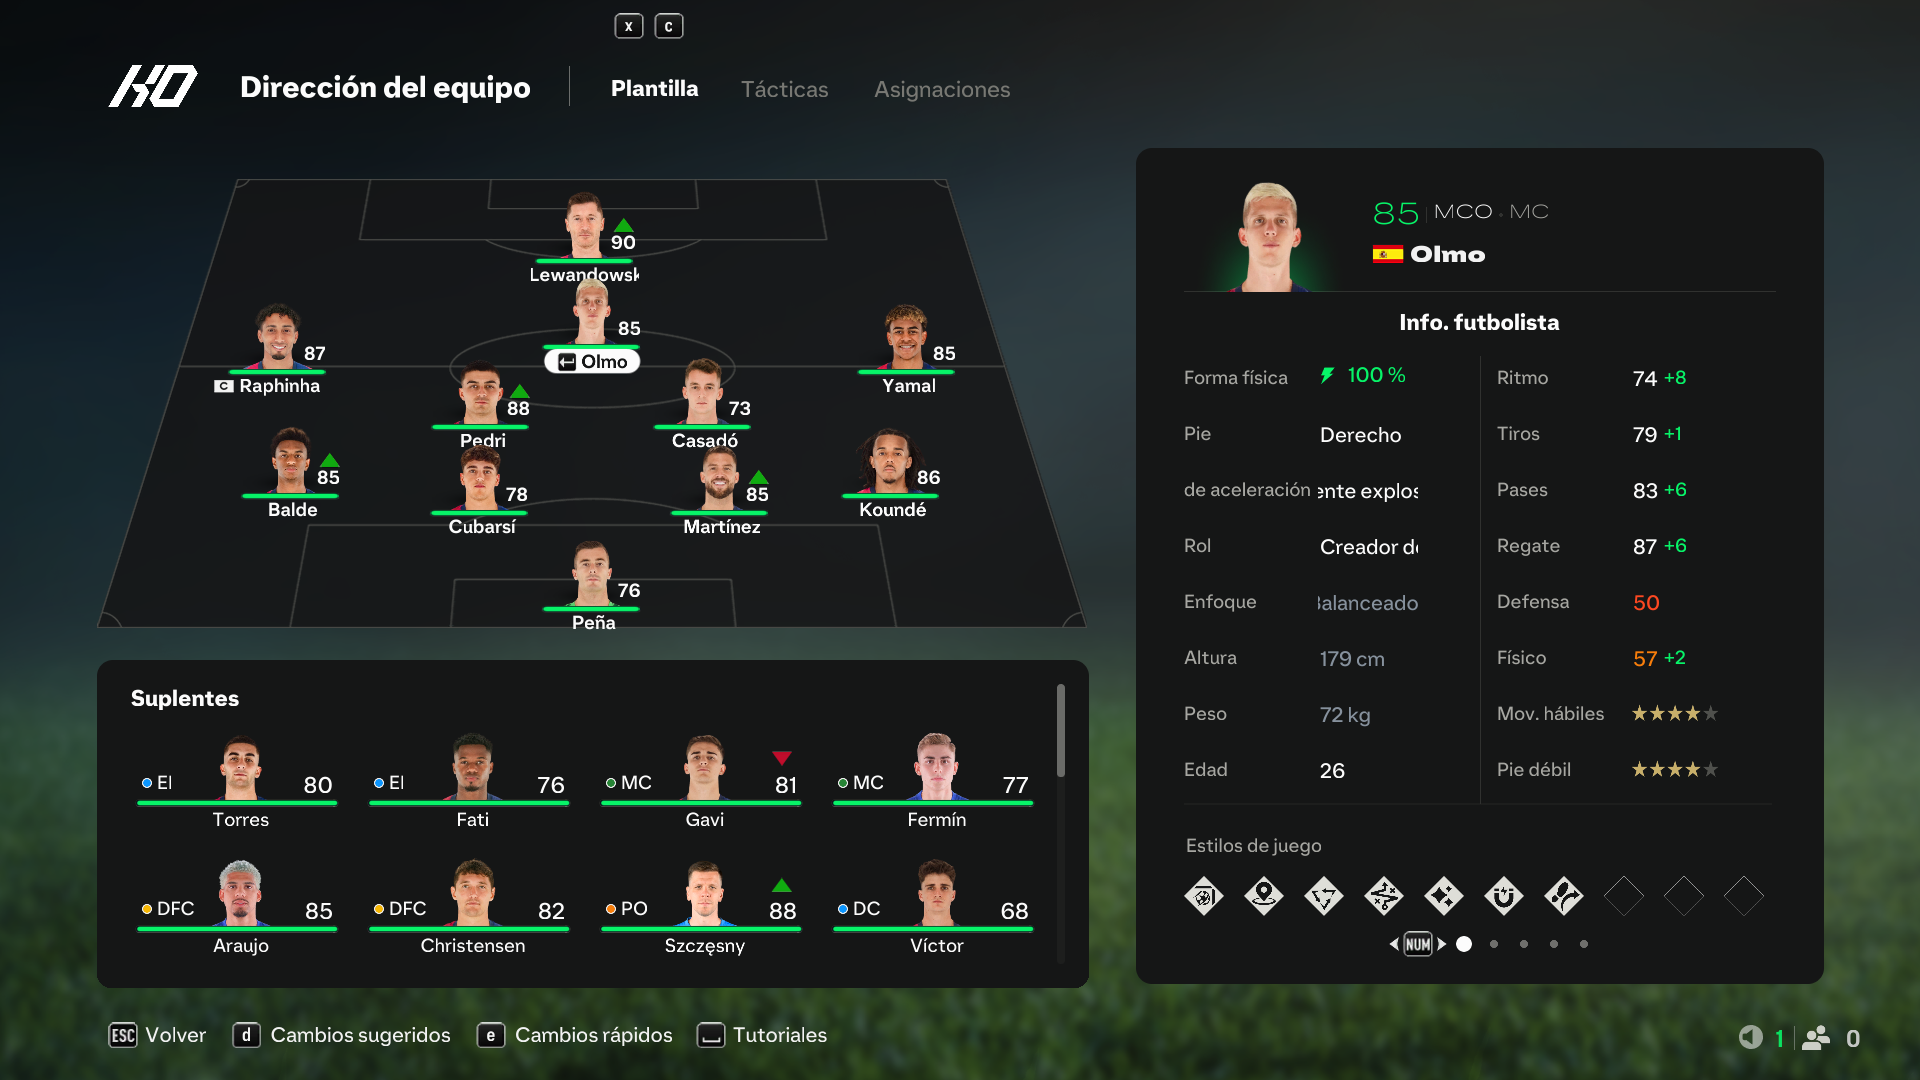 X C
KO
Dirección del equipo
Plantilla Tácticas Asignaciones
90
Lewandowsk
85
Olmo
87
C Raphinha
85
Yamal
88
Pedri
73
Casadó
85
Balde
78
Cubarsí
85
Martínez
86
Koundé
76
Peña
Suplentes
EI 80
Torres
EI 76
Fati
MC 81
Gavi
MC 77
Fermín
DFC 85
Araujo
DFC 82
Christensen
PO 88
Szczęsny
DC 68
Víctor
85 MCO · MC
Olmo
Info. futbolista
Forma física 100 %
Pie Derecho
de aceleración ente explos
Rol Creador de
Enfoque Balanceado
Altura 179 cm
Peso 72 kg
Edad 26
Ritmo 74 +8
Tiros 79 +1
Pases 83 +6
Regate 87 +6
Defensa 50
Físico 57 +2
Mov. hábiles
Pie débil
Estilos de juego
NUM
ESC Volver d Cambios sugeridos e Cambios rápidos Tutoriales
1 0